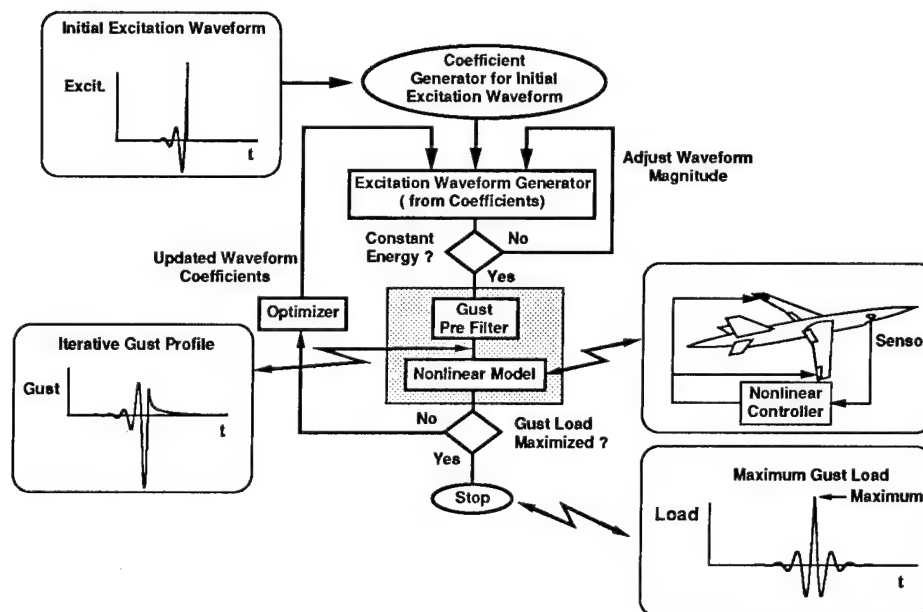 Initial Excitation Waveform
Excit.
t
Coefficient
Generator for Initial
Excitation Waveform
Adjust Waveform
Magnitude
Excitation Waveform Generator
( from Coefficients)
Constant
Energy ?
No
Yes
Updated Waveform
Coefficients
Optimizer
Gust
Pre Filter
Nonlinear Model
Iterative Gust Profile
Gust
t
Senso
Nonlinear
Controller
No
Gust Load
Maximized ?
Yes
Stop
Maximum Gust Load
Maximum
Load
t